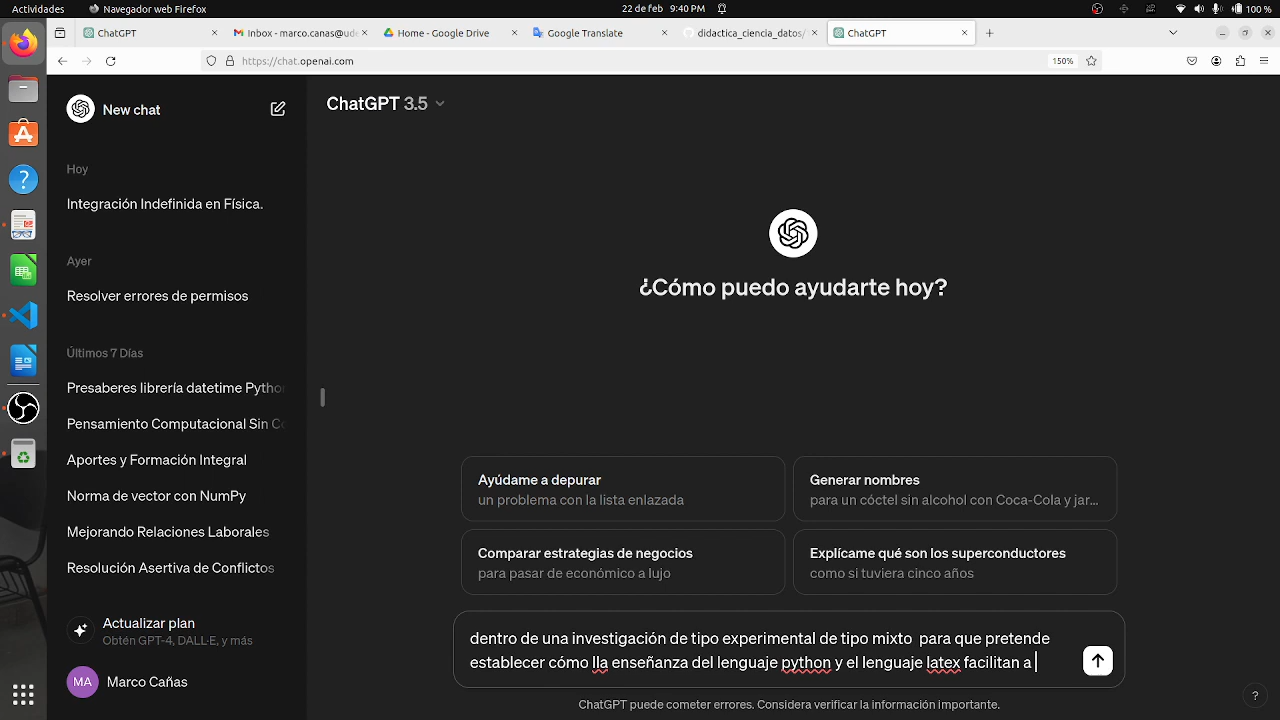 Actividades
Navegador web Firefox
22 de feb 9:40 PM
100 %
ChatGPT
Inbox - marco.canas@ude
Home - Google Drive
Google Translate
didactica_ciencia_datos/
ChatGPT
https://chat.openai.com
150%
New chat
ChatGPT 3.5
Hoy
Integración Indefinida en Física.
Ayer
Resolver errores de permisos
Últimos 7 Días
Presaberes librería datetime Pytho
Pensamiento Computacional Sin Co
Aportes y Formación Integral
Norma de vector con NumPy
Mejorando Relaciones Laborales
Resolución Asertiva de Conflictos
Actualizar plan
Obtén GPT-4, DALL·E, y más
MA
Marco Cañas
¿Cómo puedo ayudarte hoy?
Ayúdame a depurar
un problema con la lista enlazada
Generar nombres
para un cóctel sin alcohol con Coca-Cola y jar...
Comparar estrategias de negocios
para pasar de económico a lujo
Explícame qué son los superconductores
como si tuviera cinco años
dentro de una investigación de tipo experimental de tipo mixto  para que pretende
establecer cómo lla enseñanza del lenguaje python y el lenguaje latex facilitan a
ChatGPT puede cometer errores. Considera verificar la información importante.
?